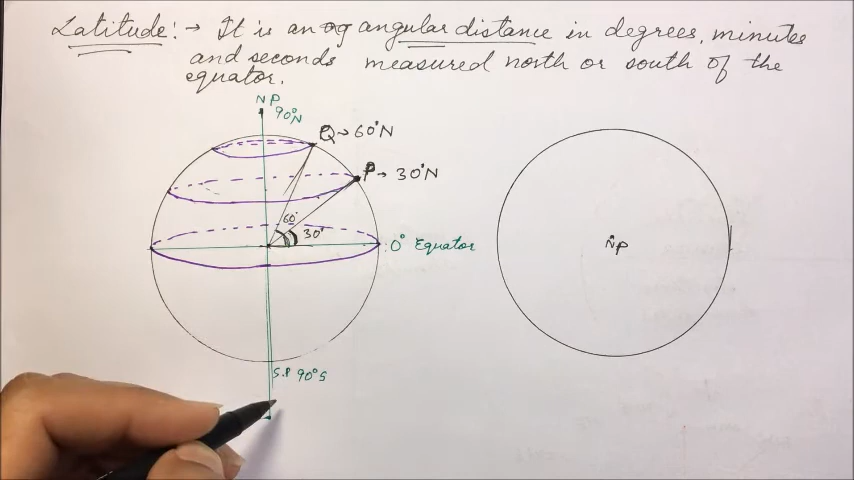 Latitude:→ It is an angular distance in degrees, minutes
and seconds measured north or south of the
equator.
NP
90°N
Q→60°N
P→30°N
60°
30°
0° Equator
NP
S.P 90°S